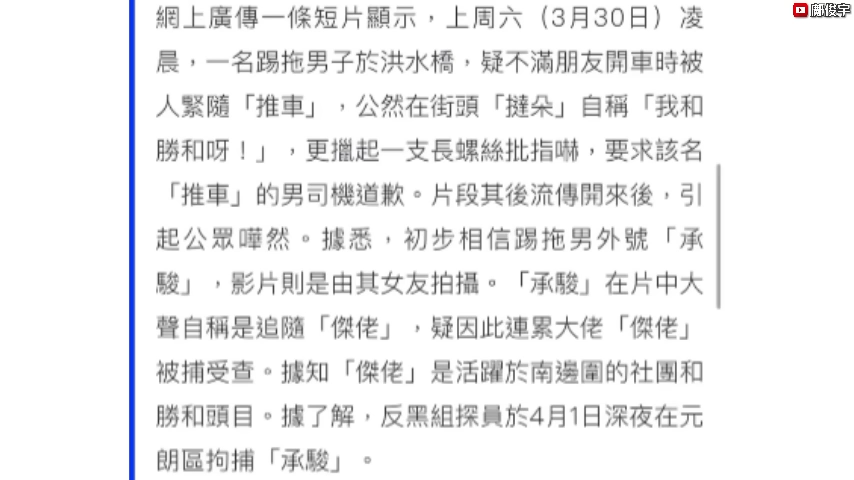 網上廣傳一條短片顯示，上周六（3月30日）凌
晨，一名踢拖男子於洪水橋，疑不滿朋友開車時被
人緊隨「推車」，公然在街頭「撻朵」自稱「我和
勝和呀！」，更擸起一支長螺絲批指嚇，要求該名
「推車」的男司機道歉。片段其後流傳開來後，引
起公眾嘩然。據悉，初步相信踢拖男外號「承
駿」，影片則是由其女友拍攝。「承駿」在片中大
聲自稱是追隨「傑佬」，疑因此連累大佬「傑佬」
被捕受查。據知「傑佬」是活躍於南邊圍的社團和
勝和頭目。據了解，反黑組探員於4月1日深夜在元
朗區拘捕「承駿」。